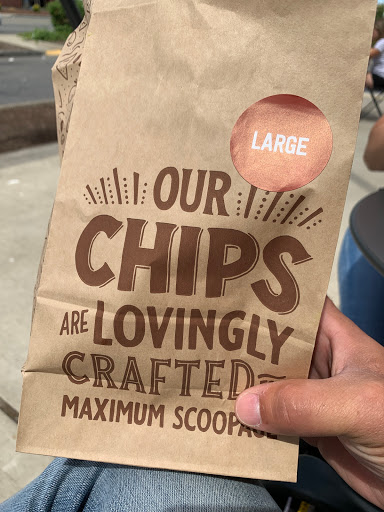 LARGE
OUR
CHIPS
ARE LOVINGLY
CRAFTED
MAXIMUM SCOOPAGE